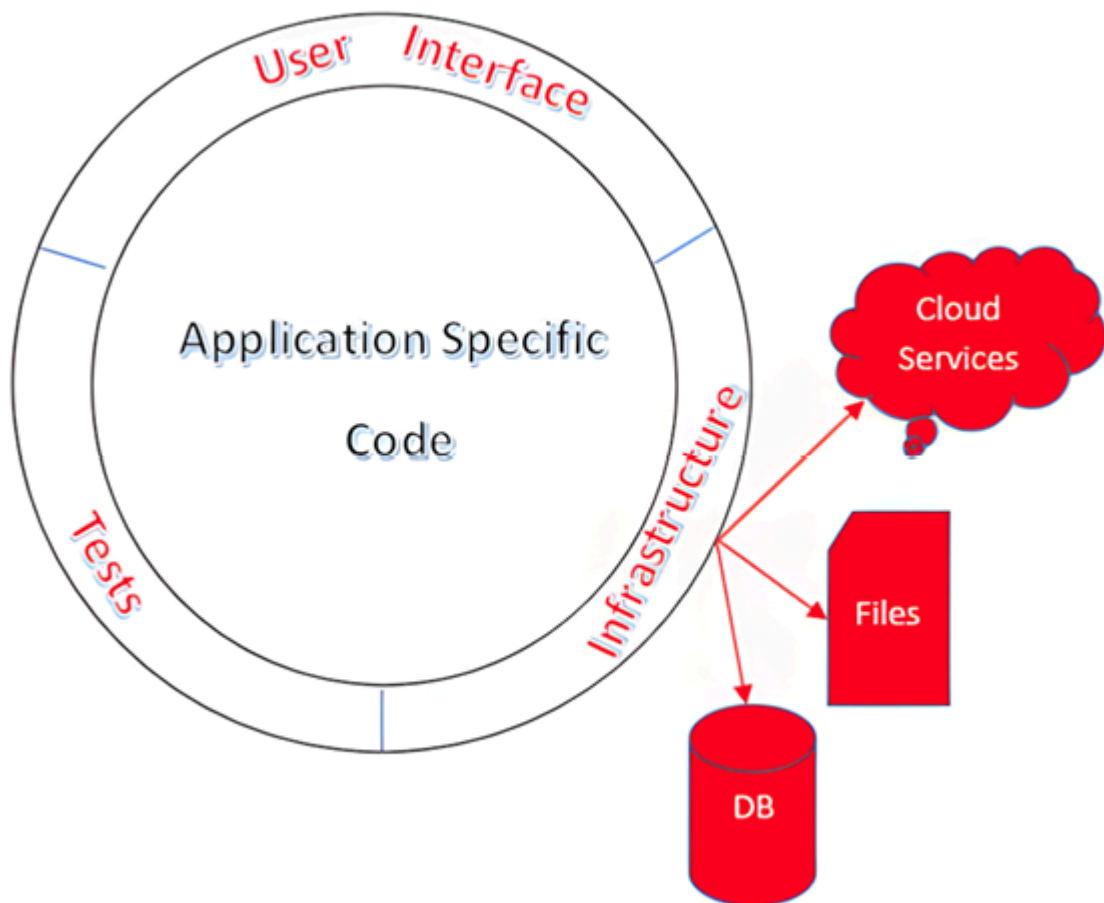 User Interface
Application Specific
Code
Tests
Infrastructure
Cloud
Services
Files
DB